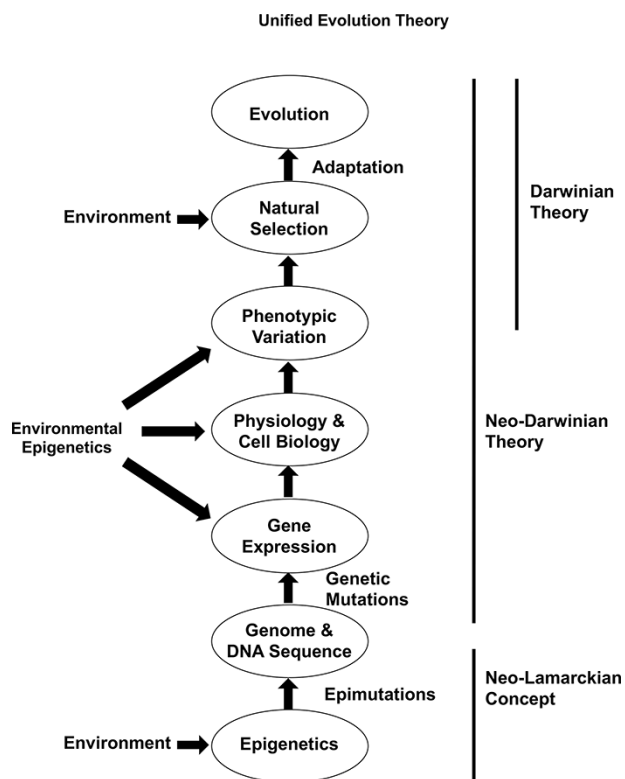 Unified Evolution Theory
Evolution
Adaptation
Environment
Natural
Selection
Darwinian
Theory
Phenotypic
Variation
Environmental
Epigenetics
Physiology &
Cell Biology
Neo-Darwinian
Theory
Gene
Expression
Genetic
Mutations
Genome &
DNA Sequence
Epimutations
Neo-Lamarckian
Concept
Environment
Epigenetics